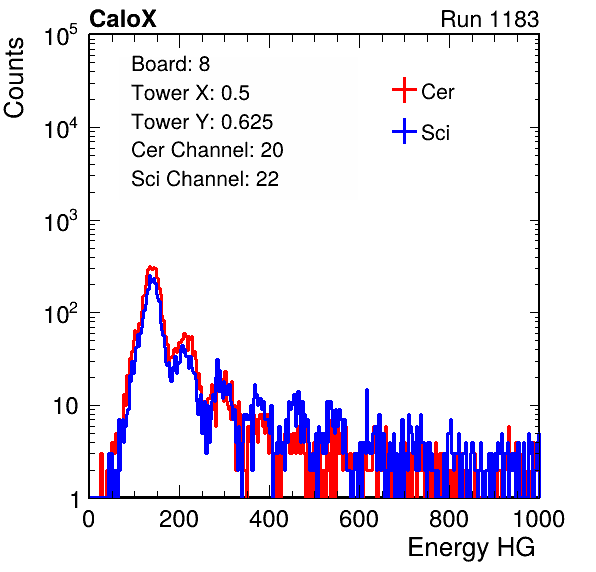 CaloX Run 1183
Counts
10^5
10^4
10^3
10^2
10
1
Board: 8
Tower X: 0.5
Tower Y: 0.625
Cer Channel: 20
Sci Channel: 22
Cer
Sci
0 200 400 600 800 1000
Energy HG